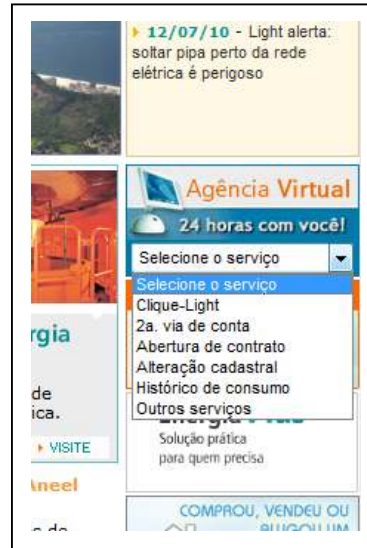 12/07/10 - Light alerta:
soltar pipa perto da rede
elétrica é perigoso
Agência Virtual
24 horas com você!
Selecione o serviço
Selecione o serviço
Clique-Light
2a. via de conta
Abertura de contrato
Alteração cadastral
Histórico de consumo
Outros serviços
rgia
de
ica.
VISITE
Solução prática
para quem precisa
Aneel
COMPROU, VENDEU OU